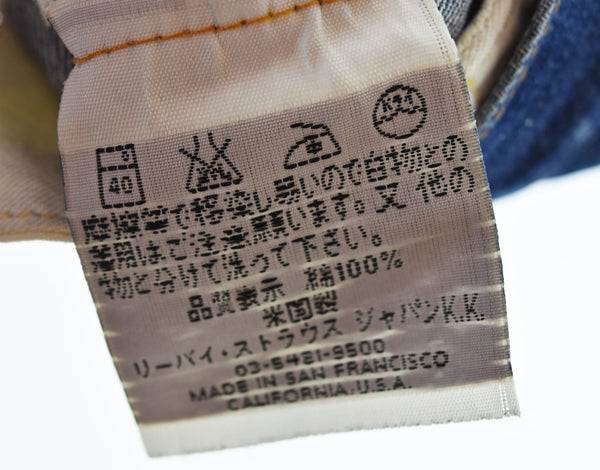 40
摩擦等で移染し易いので白物との
兼用はご注意願います。又 他の
物と分けて洗って下さい。
品質表示 綿100%
米国製
リーバイ・ストラウス ジャパンK.K.
03-5421-9500
MADE IN SAN FRANCISCO
CALIFORNIA, U.S.A.